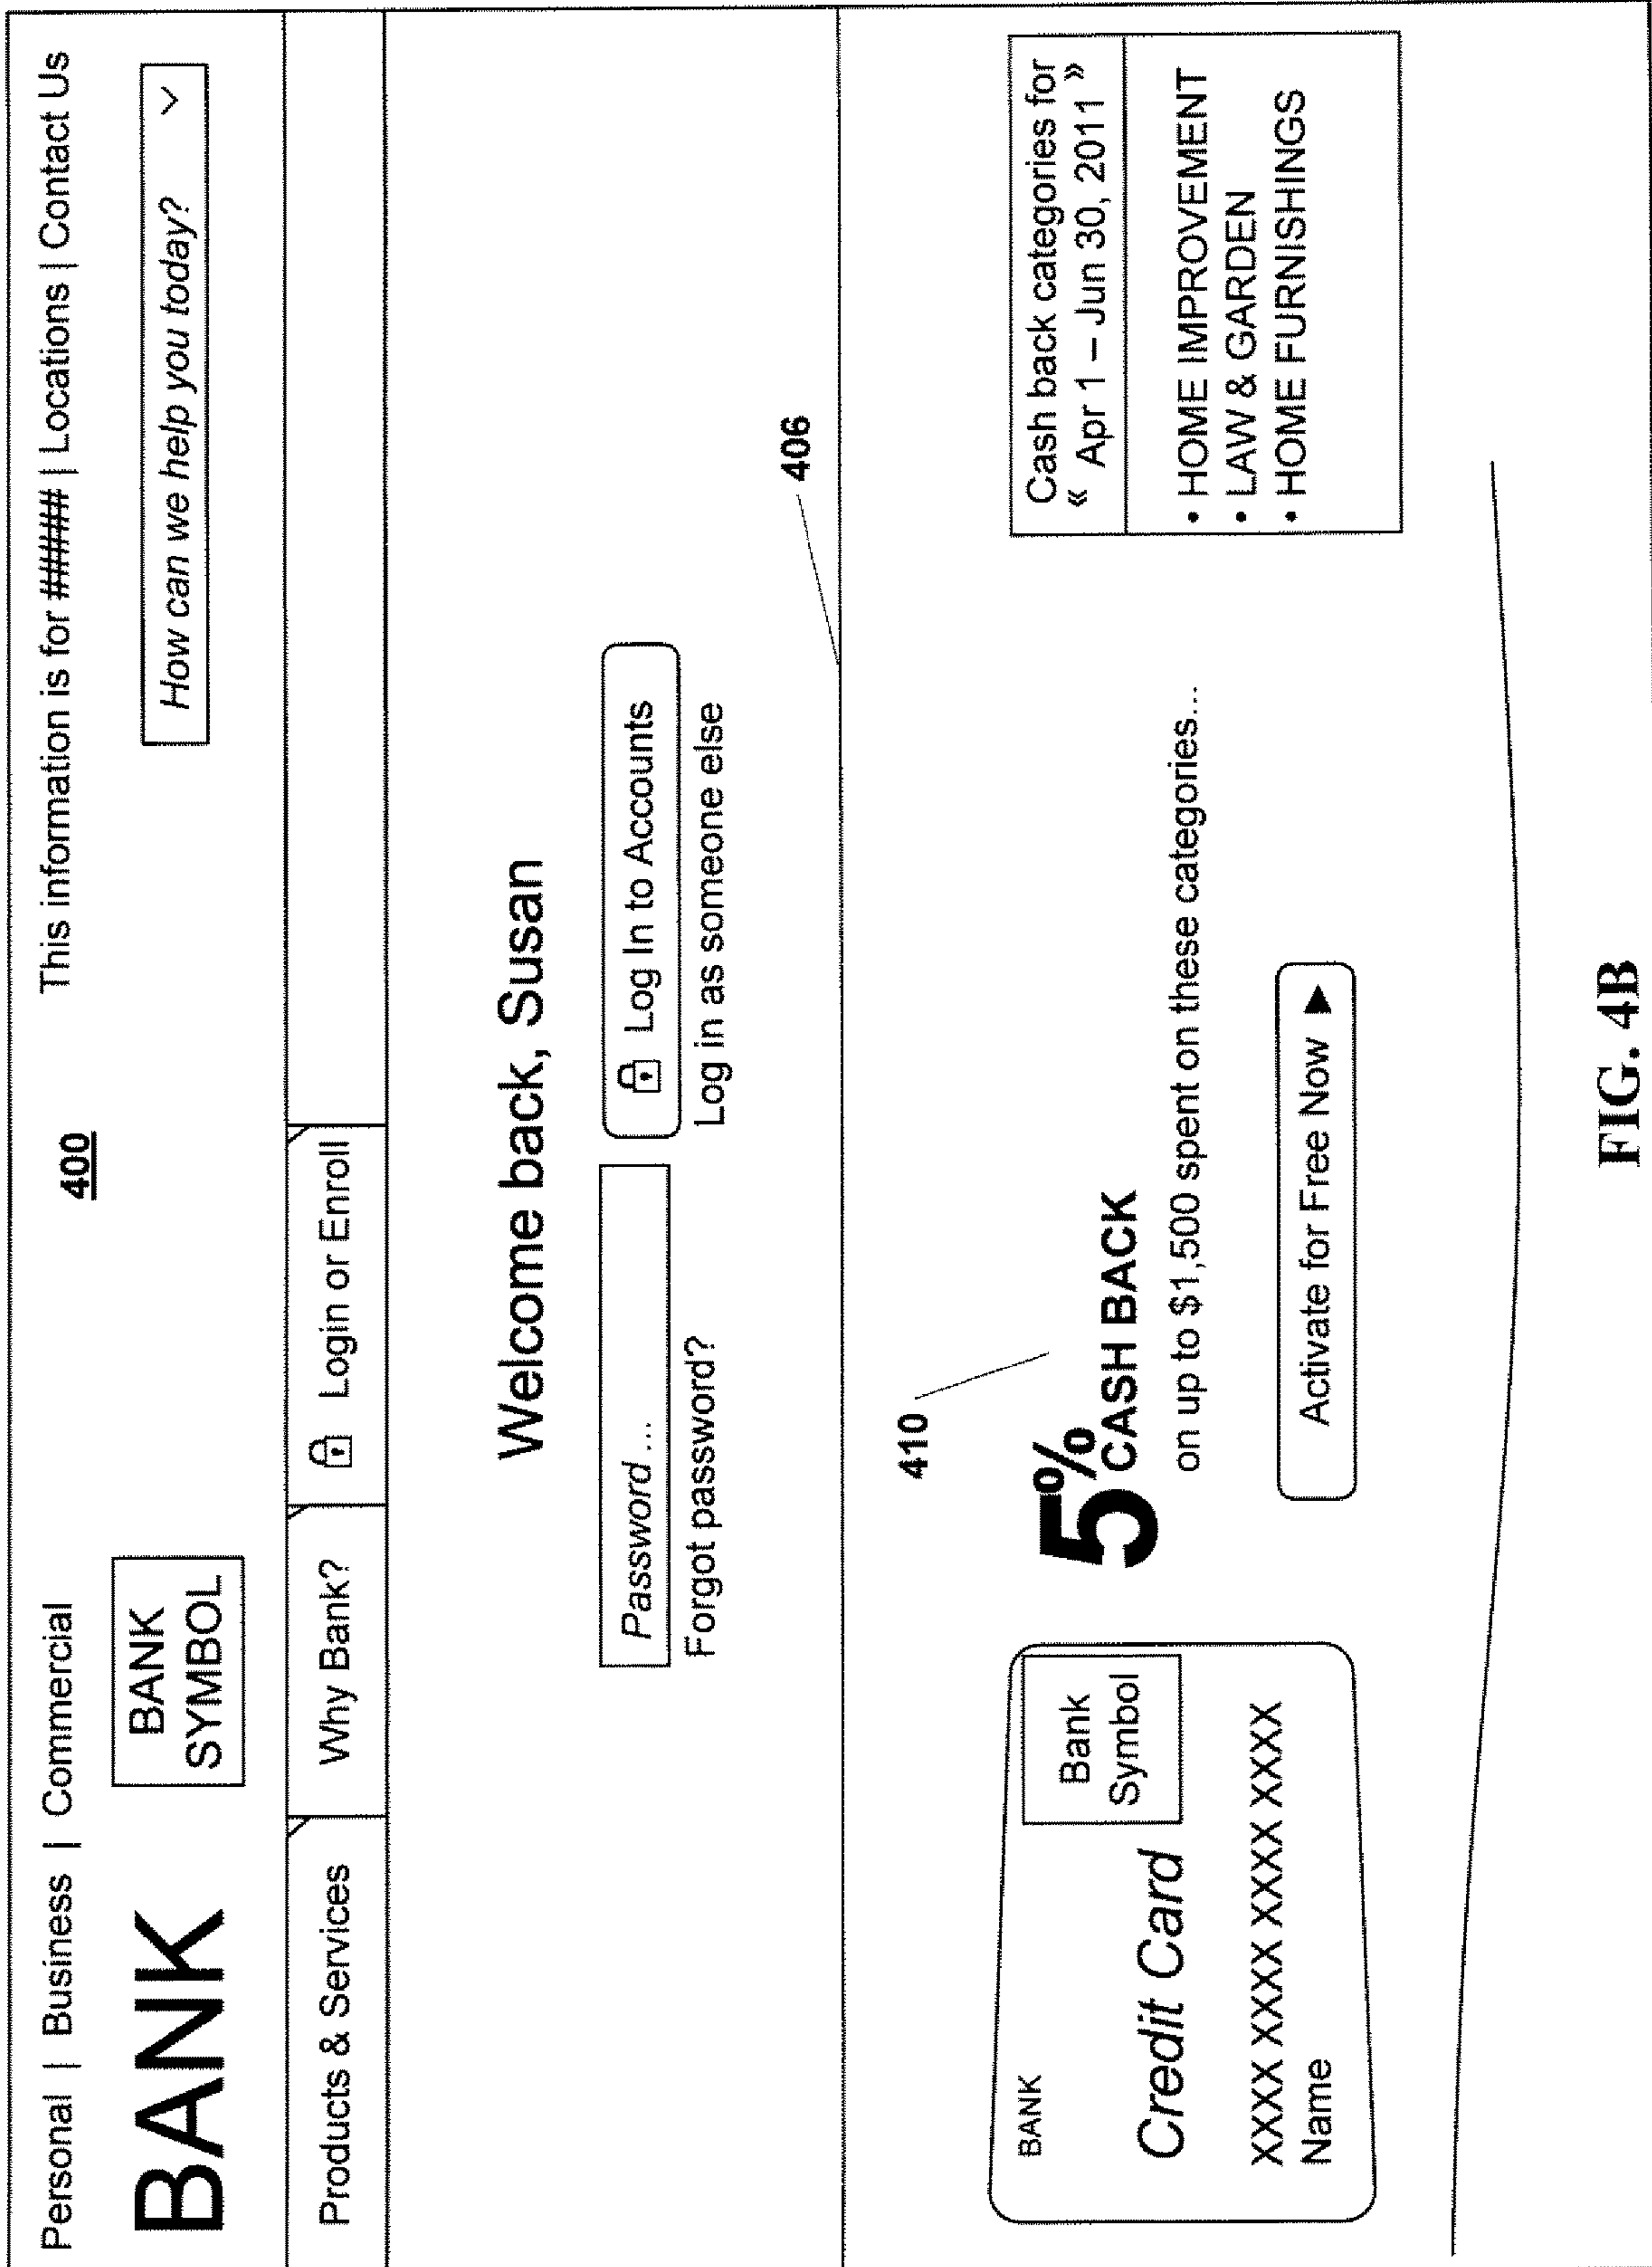 Personal | Business | Commercial
400
This information is for ##### | Locations | Contact Us
BANK
BANK
SYMBOL
How can we help you today?
Products & Services
Why Bank?
Login or Enroll
Welcome back, Susan
Password...
Log In to Accounts
Forgot password?
Log in as someone else
406
410
BANK
Bank
Symbol
Credit Card
XXXX XXXX XXXX XXXX
Name
5%
CASH BACK
on up to $1,500 spent on these categories...
Activate for Free Now ▶
Cash back categories for
« Apr 1 – Jun 30, 2011 »
• HOME IMPROVEMENT
• LAW & GARDEN
• HOME FURNISHINGS
FIG. 4B